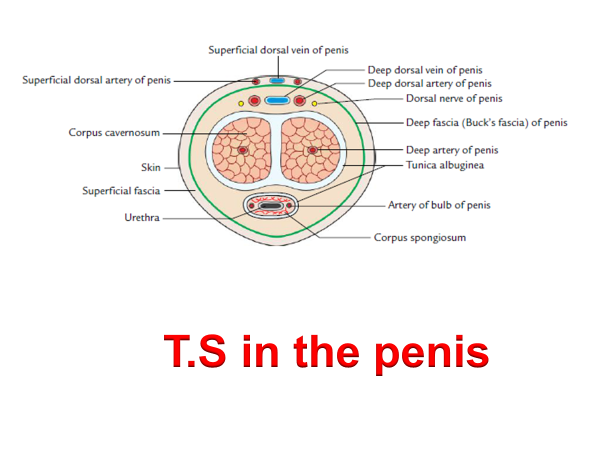 Superficial dorsal vein of penis
Superficial dorsal artery of penis
Deep dorsal vein of penis
Deep dorsal artery of penis
Dorsal nerve of penis
Deep fascia (Buck's fascia) of penis
Corpus cavernosum
Deep artery of penis
Tunica albuginea
Skin
Superficial fascia
Artery of bulb of penis
Urethra
Corpus spongiosum
T.S in the penis